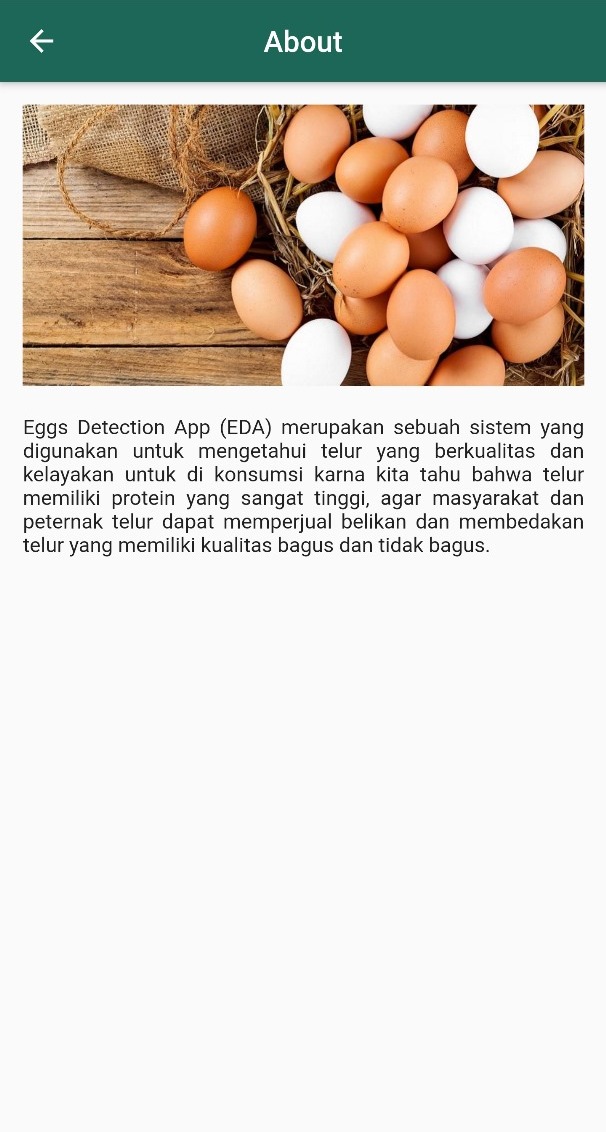 About
Eggs Detection App (EDA) merupakan sebuah sistem yang
digunakan untuk mengetahui telur yang berkualitas dan
kelayakan untuk di konsumsi karna kita tahu bahwa telur
memiliki protein yang sangat tinggi, agar masyarakat dan
peternak telur dapat memperjual belikan dan membedakan
telur yang memiliki kualitas bagus dan tidak bagus.